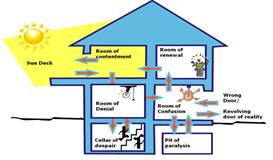 Room of
contentment
Room of
renewal
Sun Deck
Room of
Denial
Room of
Confusion
Wrong
Door/
Revolving
door of reality
Cellar of
despair
Pit of
paralysis